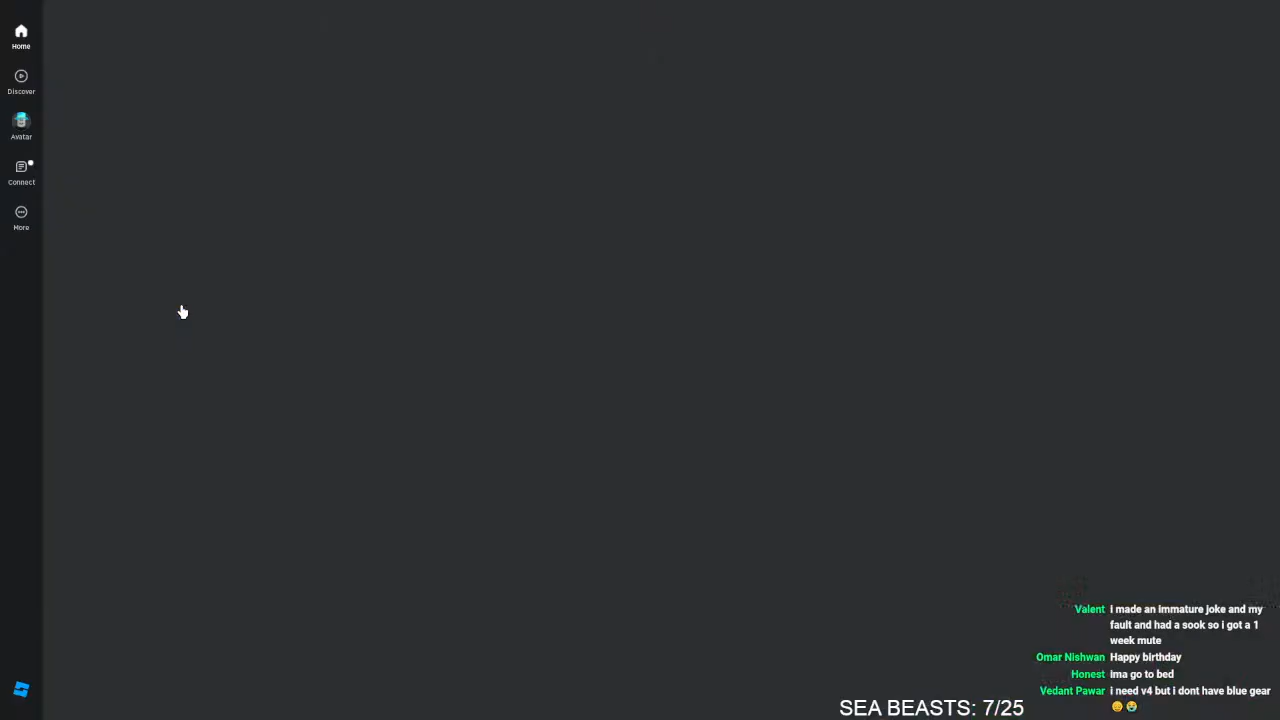 Home
Discover
Avatar
Connect
More
Valent i made an immature joke and my
fault and had a sook so i got a 1
week mute
Omar Nishwan Happy birthday
Honest Ima go to bed
Vedant Pawar i need v4 but i dont have blue gear
😔 😭
SEA BEASTS: 7/25